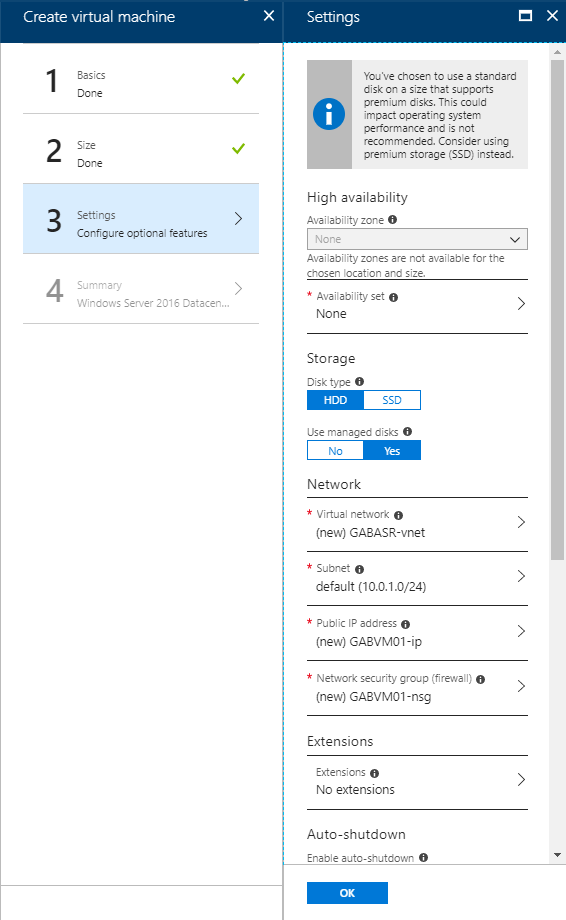 Create virtual machine
1
Basics
Done
2
Size
Done
3
Settings
Configure optional features
4
Summary
Windows Server 2016 Datacen...
Settings
You've chosen to use a standard
disk on a size that supports
premium disks. This could
impact operating system
performance and is not
recommended. Consider using
premium storage (SSD) instead.
High availability
Availability zone
None
Availability zones are not available for the
chosen location and size.
* Availability set
None
Storage
Disk type
HDD SSD
Use managed disks
No Yes
Network
* Virtual network
(new) GABASR-vnet
* Subnet
default (10.0.1.0/24)
* Public IP address
(new) GABVM01-ip
* Network security group (firewall)
(new) GABVM01-nsg
Extensions
Extensions
No extensions
Auto-shutdown
Enable auto-shutdown
OK